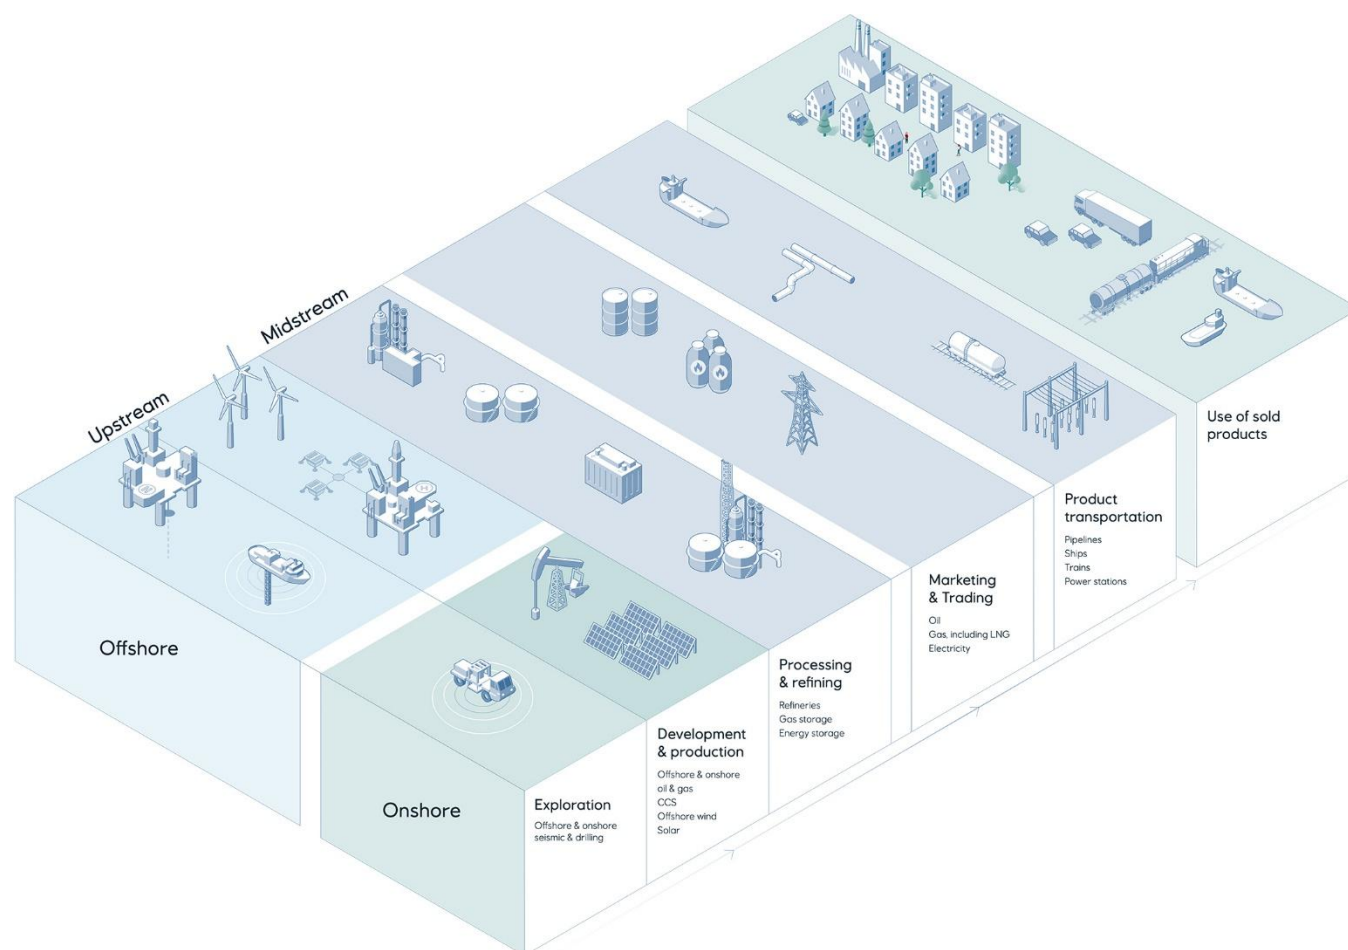 Upstream
Midstream
Offshore
Onshore
Exploration
Offshore & onshore
seismic & drilling
Development
& production
Offshore & onshore
oil & gas
CCS
Offshore wind
Solar
Processing
& refining
Refineries
Gas storage
Energy storage
Marketing
& Trading
Oil
Gas, including LNG
Electricity
Product
transportation
Pipelines
Ships
Trains
Power stations
Use of sold
products